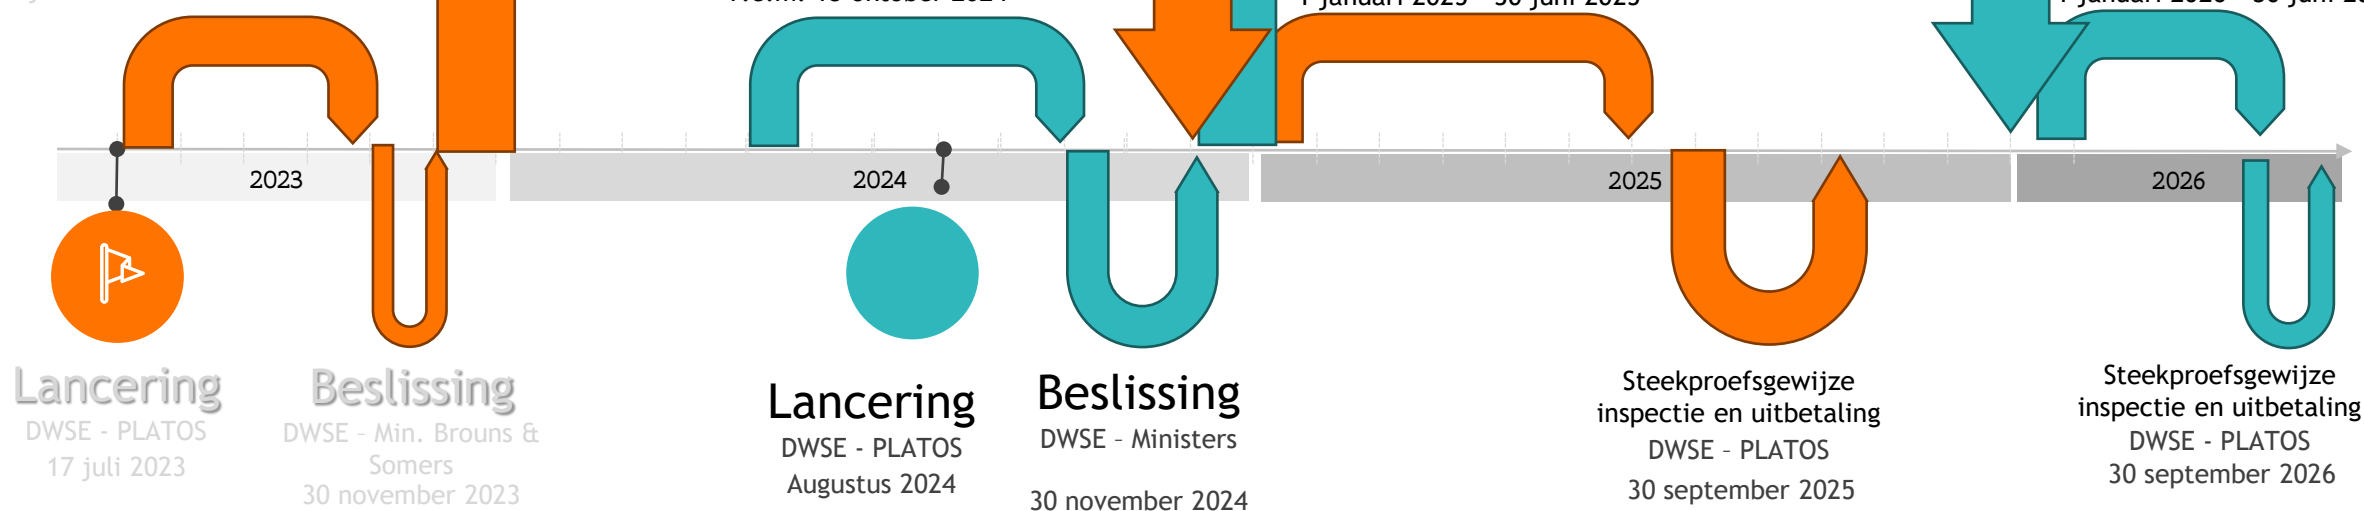 2023
2024
2025
2026
Lancering
DWSE - PLATOS
17 juli 2023
Beslissing
DWSE – Min. Brouns &
Somers
30 november 2023
Lancering
DWSE - PLATOS
Augustus 2024
Beslissing
DWSE – Ministers
30 november 2024
Steekproefsgewijze
inspectie en uitbetaling
DWSE – PLATOS
30 september 2025
Steekproefsgewijze
inspectie en uitbetaling
DWSE - PLATOS
30 september 2026